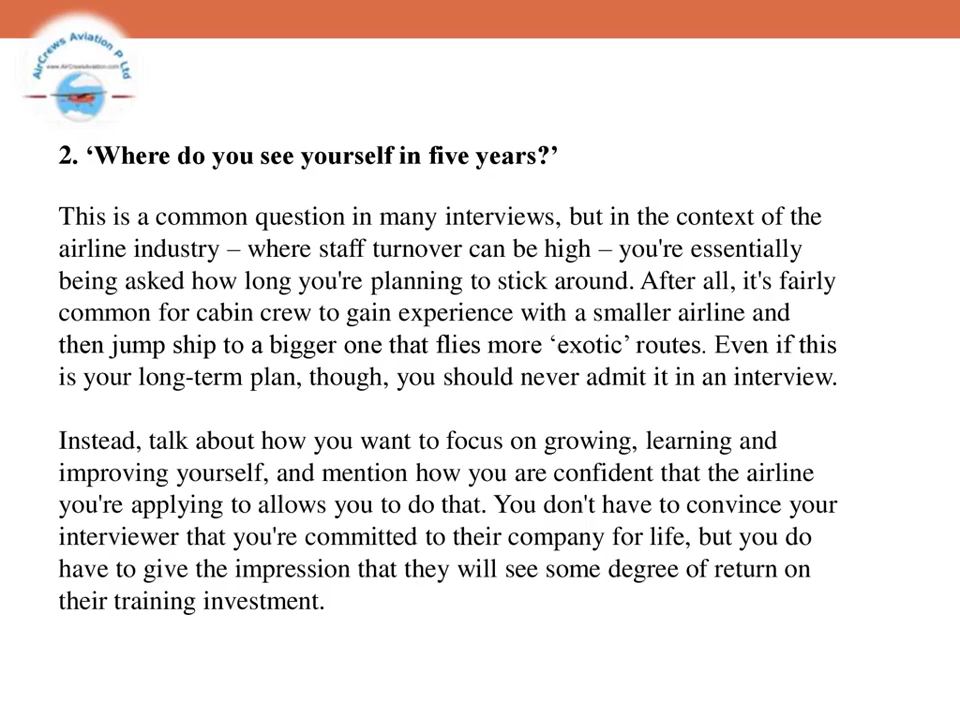 AirCrews Aviation P Ltd
www.AirCrewsAviation.com
2. ‘Where do you see yourself in five years?’
This is a common question in many interviews, but in the context of the
airline industry – where staff turnover can be high – you're essentially
being asked how long you're planning to stick around. After all, it's fairly
common for cabin crew to gain experience with a smaller airline and
then jump ship to a bigger one that flies more ‘exotic’ routes. Even if this
is your long-term plan, though, you should never admit it in an interview.
Instead, talk about how you want to focus on growing, learning and
improving yourself, and mention how you are confident that the airline
you're applying to allows you to do that. You don't have to convince your
interviewer that you're committed to their company for life, but you do
have to give the impression that they will see some degree of return on
their training investment.